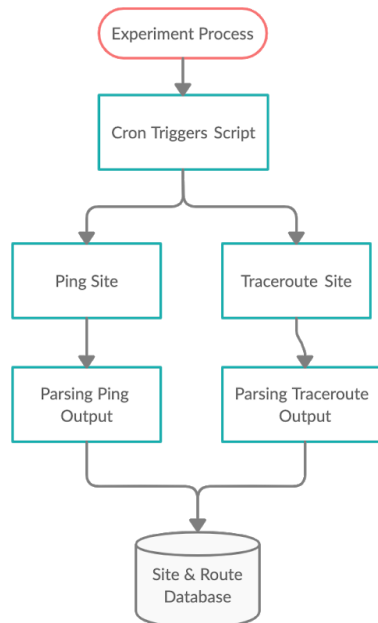 Experiment Process
Cron Triggers Script
Ping Site
Traceroute Site
Parsing Ping
Output
Parsing Traceroute
Output
Site & Route
Database